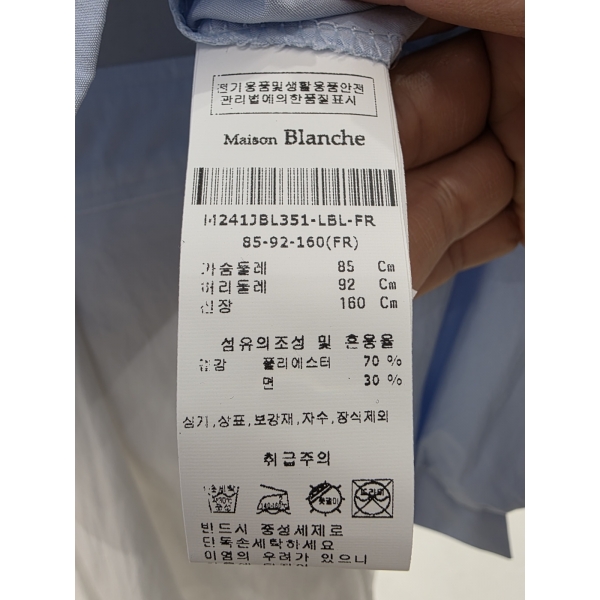 전기용품및생활용품안전
관리법에의한품질표시
Maison Blanche
M241JBL351-LBL-FR
85-92-160(FR)
가슴둘레 85 Cm
허리둘레 92 Cm
신장 160 Cm
섬유의조성 및 혼용율
겉감 폴리에스터 70 %
면 30 %
심지,상표,보강재,자수,장식제외
취급주의
반드시 중성세제로
단독손세탁하세요
이염의 우려가 있으니